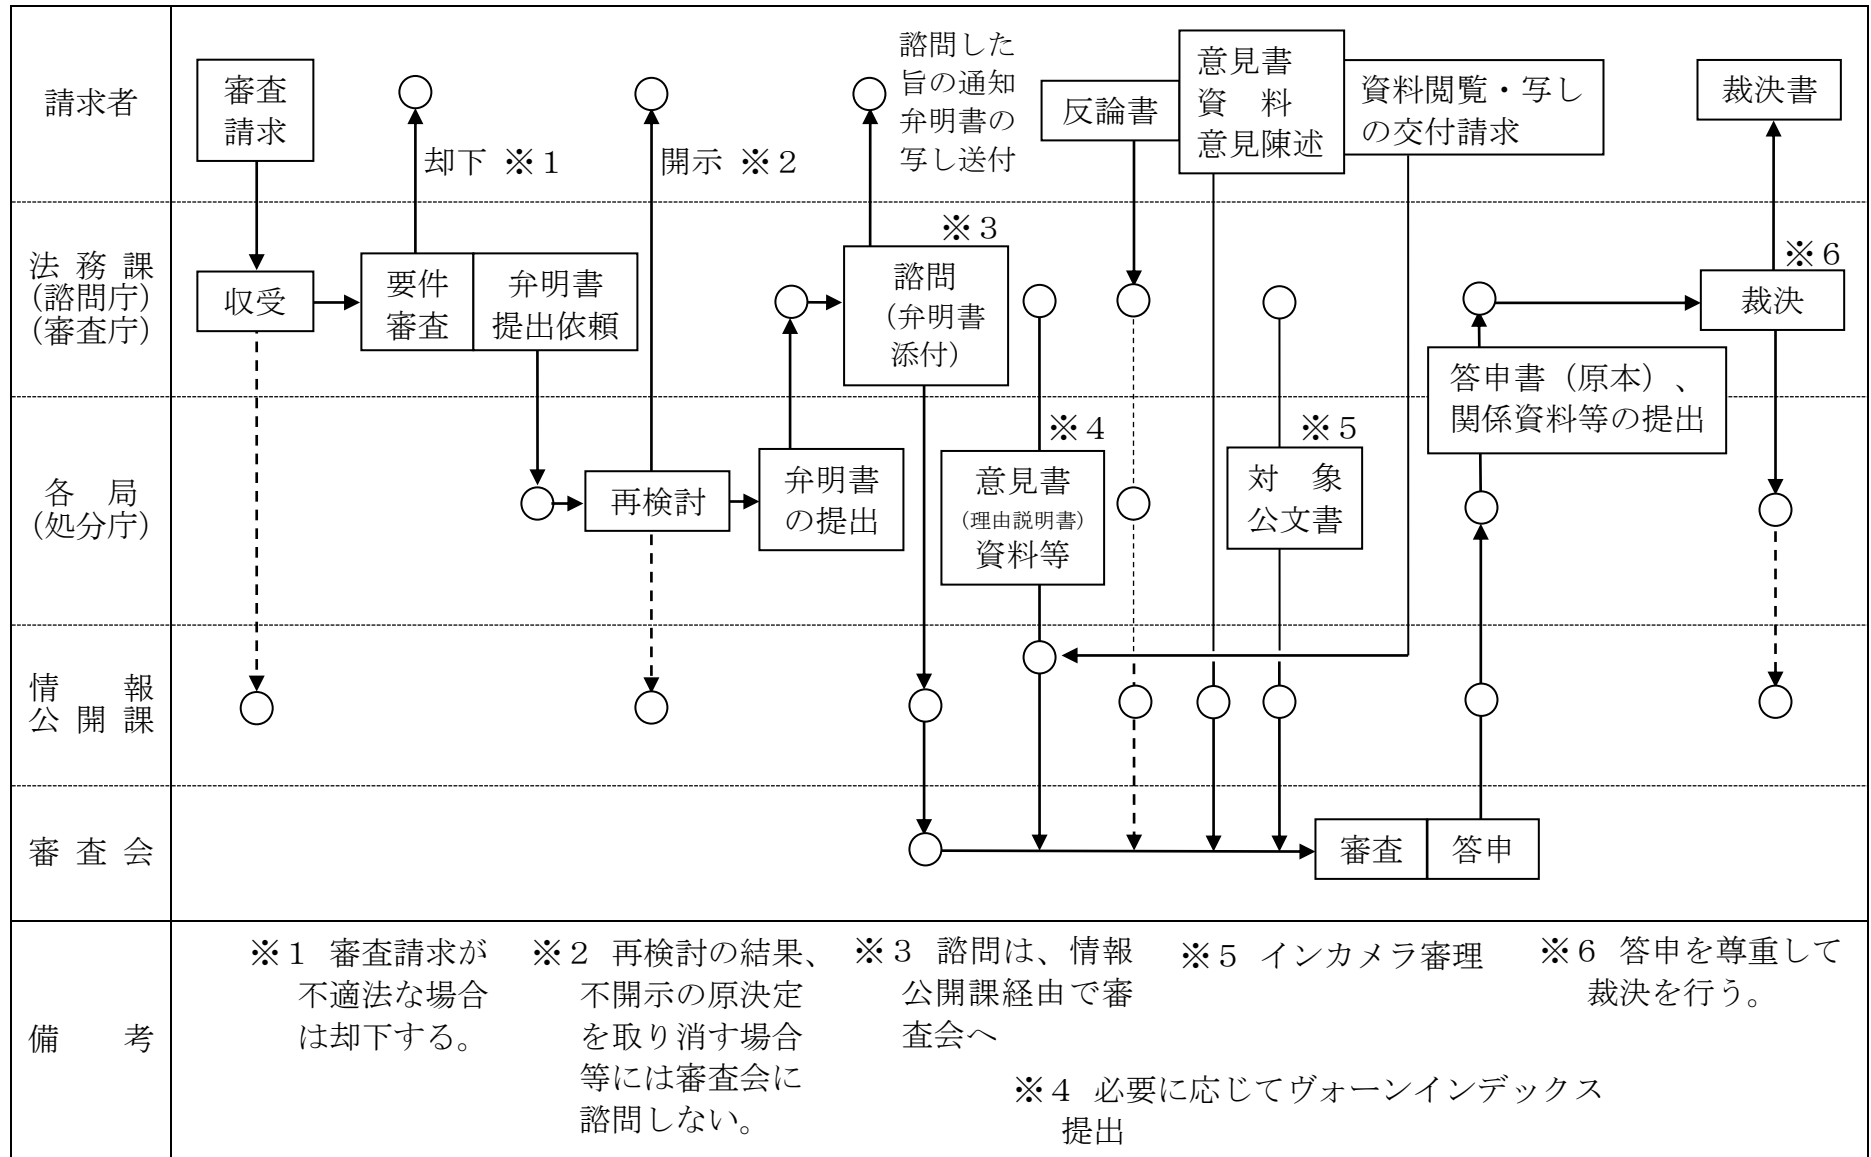 請求者
審査
請求
却下 ※１
開示 ※２
諮問した
旨の通知
弁明書の
写し送付
反論書
意見書
資　料
意見陳述
資料閲覧・写し
の交付請求
裁決書
法務課
(諮問庁)
(審査庁)
収受
要件
審査
弁明書
提出依頼
※３
諮問
（弁明書
添付）
※６
裁決
答申書（原本）、
関係資料等の提出
各　局
(処分庁)
再検討
弁明書
の提出
※４
意見書
（理由説明書）
資料等
※５
対　象
公文書
情　　報
公開課
審査会
審査
答申
備　　考
※１ 審査請求が
不適法な場合
は却下する。
※２ 再検討の結果、
不開示の原決定
を取り消す場合
等には審査会に
諮問しない。
※３ 諮問は、情報
公開課経由で審
査会へ
※４ 必要に応じてヴォーンインデックス
提出
※５ インカメラ審理
※６ 答申を尊重して
裁決を行う。